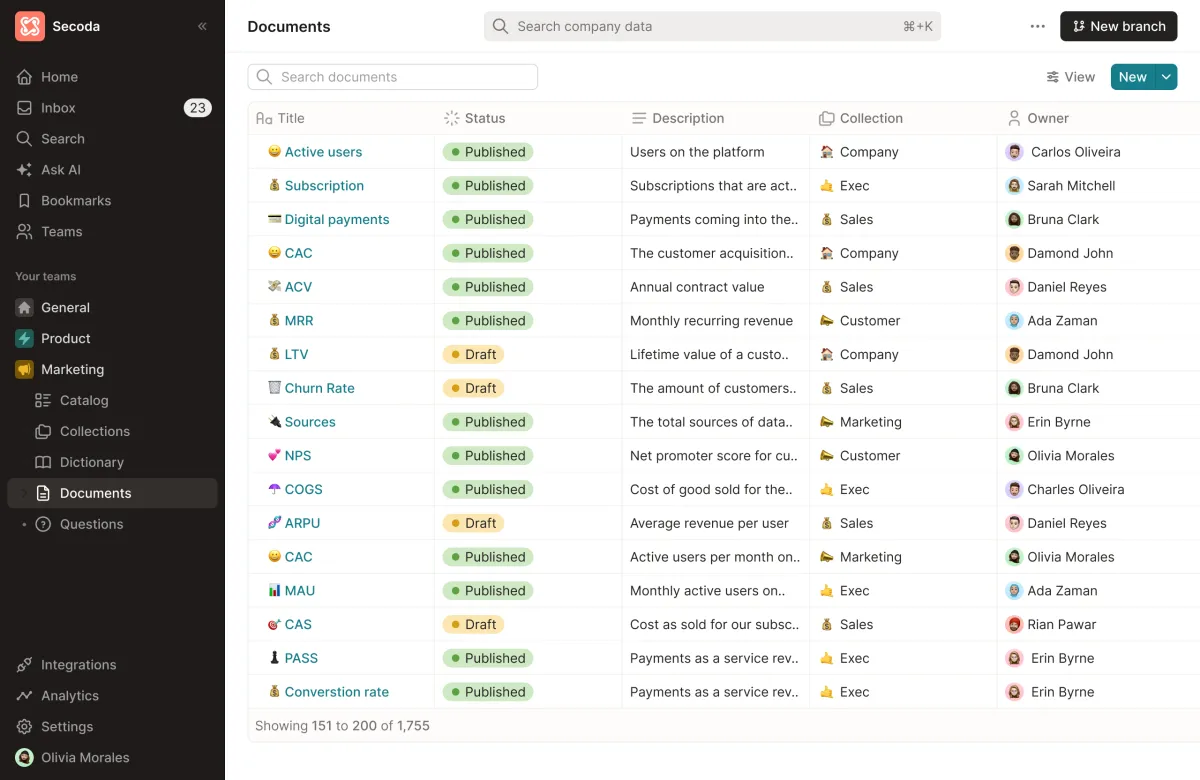 Secoda
Documents
Search company data ⌘+K
New branch
Home
Inbox 23
Search
Ask AI
Bookmarks
Teams
Your teams
General
Product
Marketing
Catalog
Collections
Dictionary
Documents
Questions
Integrations
Analytics
Settings
Olivia Morales
Search documents
View
New
Aa Title Status Description Collection Owner
Active users Published Users on the platform Company Carlos Oliveira
Subscription Published Subscriptions that are act.. Exec Sarah Mitchell
Digital payments Published Payments coming into the.. Sales Bruna Clark
CAC Published The customer acquisition.. Company Damond John
ACV Published Annual contract value Sales Daniel Reyes
MRR Published Monthly recurring revenue Customer Ada Zaman
LTV Draft Lifetime value of a custo.. Company Damond John
Churn Rate Draft The amount of customers.. Sales Bruna Clark
Sources Published The total sources of data.. Marketing Erin Byrne
NPS Published Net promoter score for cu.. Customer Olivia Morales
COGS Published Cost of good sold for the.. Exec Charles Oliveira
ARPU Draft Average revenue per user Sales Daniel Reyes
CAC Published Active users per month on.. Marketing Olivia Morales
MAU Published Monthly active users on.. Exec Ada Zaman
CAS Draft Cost as sold for our subsc.. Sales Rian Pawar
PASS Published Payments as a service rev.. Exec Erin Byrne
Converstion rate Published Payments as a service rev.. Exec Erin Byrne
Showing 151 to 200 of 1,755